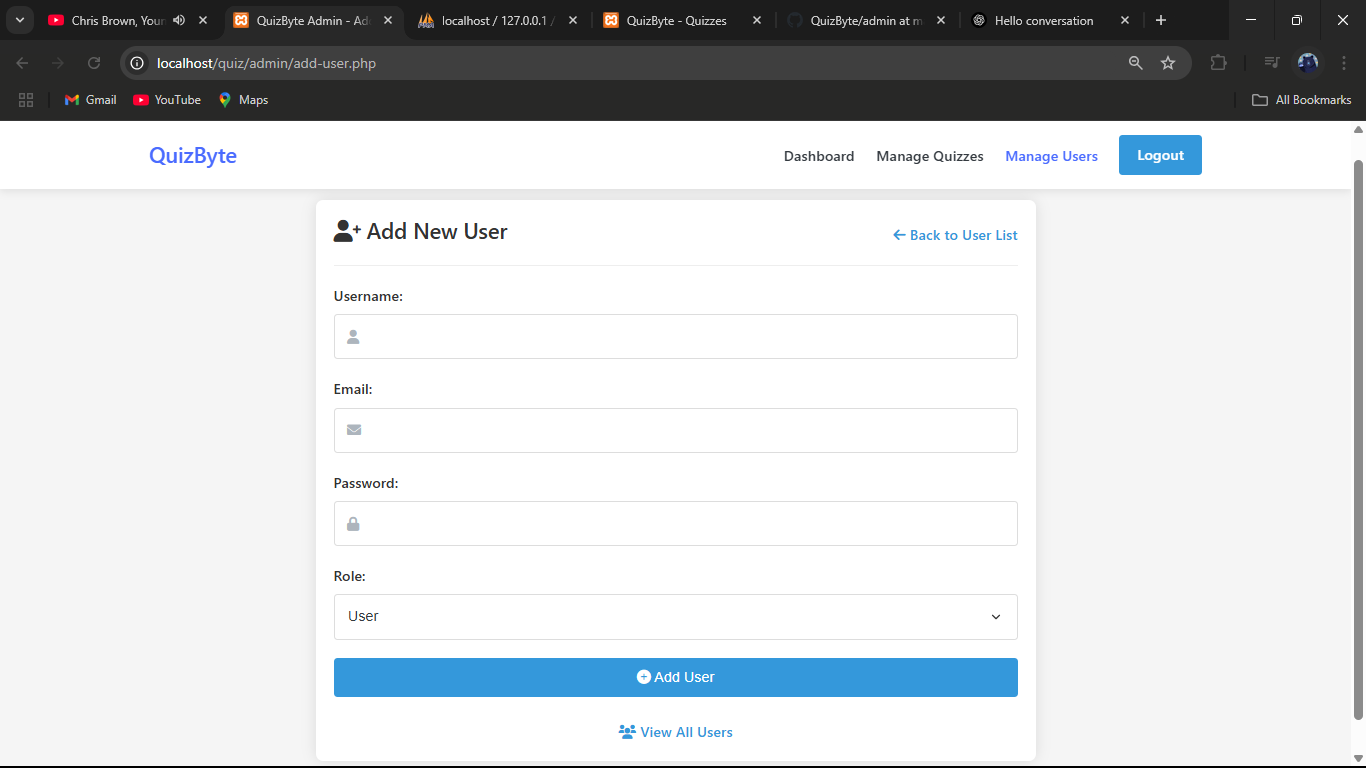 Chris Brown, Your
QuizByte Admin - Ad
localhost / 127.0.0.1 /
QuizByte - Quizzes
QuizByte/admin at m
Hello conversation
localhost/quiz/admin/add-user.php
Gmail
YouTube
Maps
All Bookmarks
QuizByte
Dashboard
Manage Quizzes
Manage Users
Logout
Add New User
Back to User List
Username:
Email:
Password:
Role:
User
Add User
View All Users